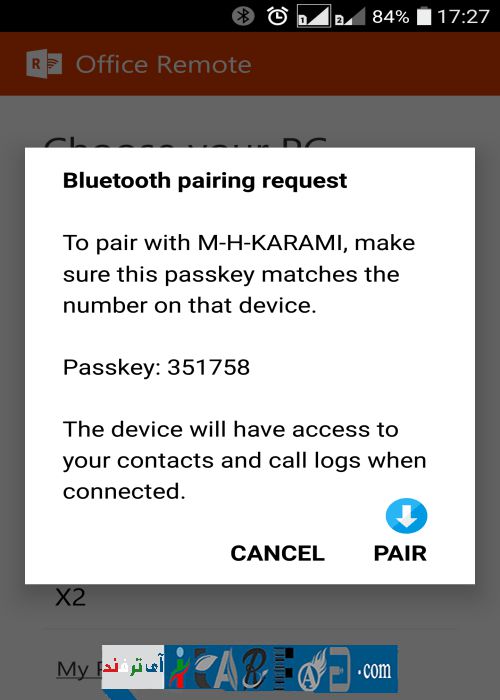 84% 17:27
Office Remote
Choose your PC
Bluetooth pairing request
To pair with M-H-KARAMI, make
sure this passkey matches the
number on that device.
Passkey: 351758
The device will have access to
your contacts and call logs when
connected.
CANCEL PAIR
X2
My
آی ترفند
.com